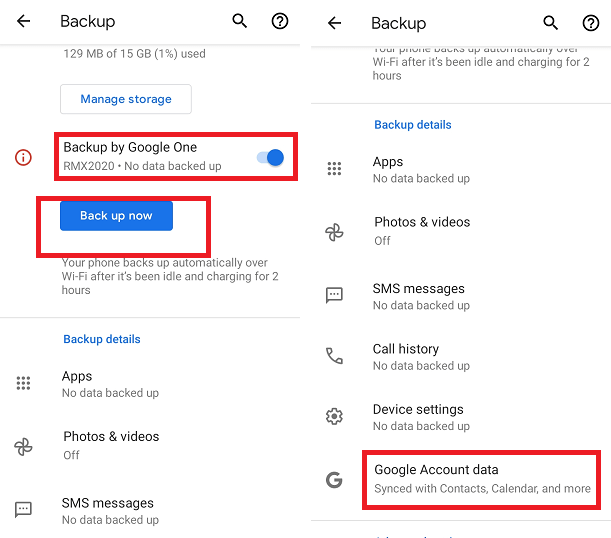 Backup
129 MB of 15 GB (1%) used
Manage storage
Backup by Google One
RMX2020 • No data backed up
Back up now
Your phone backs up automatically over
Wi-Fi after it's been idle and charging for 2
hours
Backup details
Apps
No data backed up
Photos & videos
Off
SMS messages
No data backed up
Backup
Your phone backs up automatically over
Wi-Fi after it's been idle and charging for 2
hours
Backup details
Apps
No data backed up
Photos & videos
Off
SMS messages
No data backed up
Call history
No data backed up
Device settings
No data backed up
Google Account data
Synced with Contacts, Calendar, and more